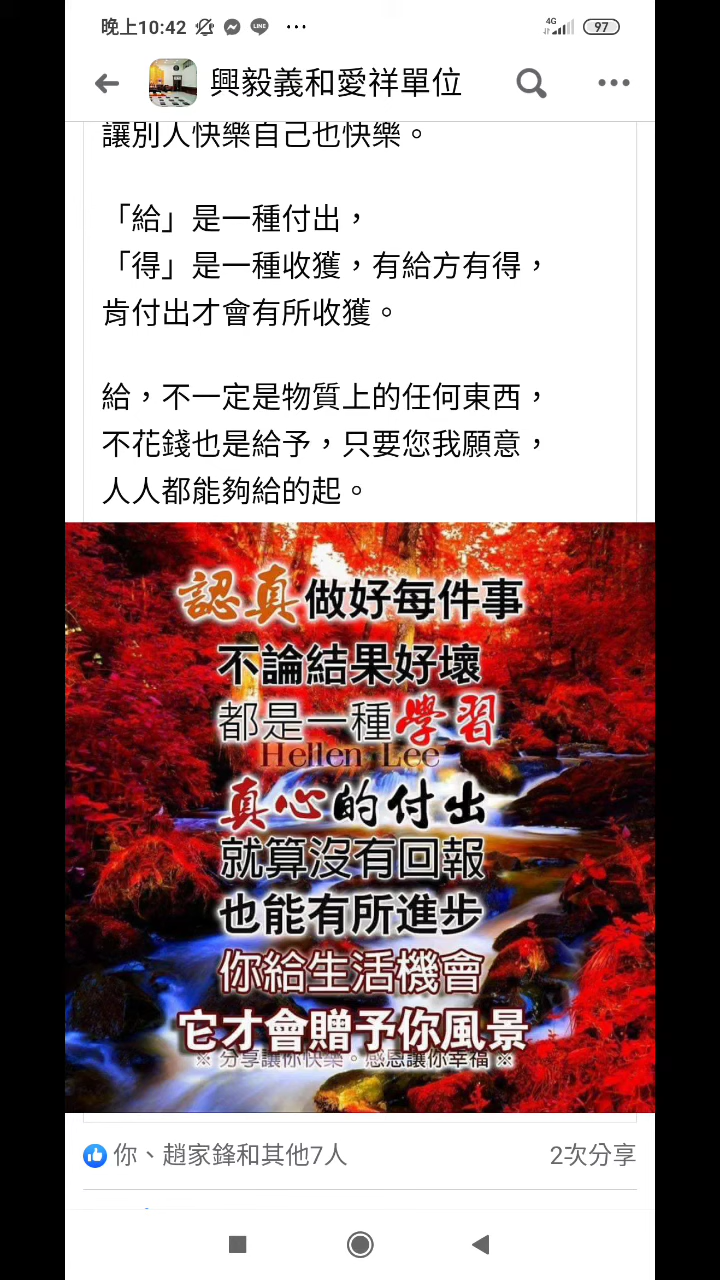 晚上10:42
4G
97
興毅義和愛祥單位
讓別人快樂自己也快樂。
「給」是一種付出，
「得」是一種收獲，有給方有得，
肯付出才會有所收獲。
給，不一定是物質上的任何東西，
不花錢也是給予，只要您我願意，
人人都能夠給的起。
認真做好每件事
不論結果好壞
都是一種學習
Hellen Lee
真心的付出
就算沒有回報
也能有所進步
你給生活機會
它才會贈予你風景
※ 分享讓你快樂。感恩讓你幸福 ※
你、趙家鋒和其他7人
2次分享